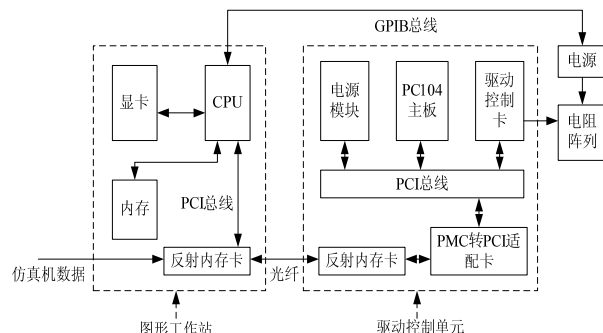 GPIB总线
电源
显卡
CPU
电源
模块
PC104
主板
驱动
控制
卡
电阻
阵列
PCI总线
内存
PCI总线
反射内存卡
反射内存卡
PMC转PCI适
配卡
仿真机数据
光纤
图形工作站
驱动控制单元